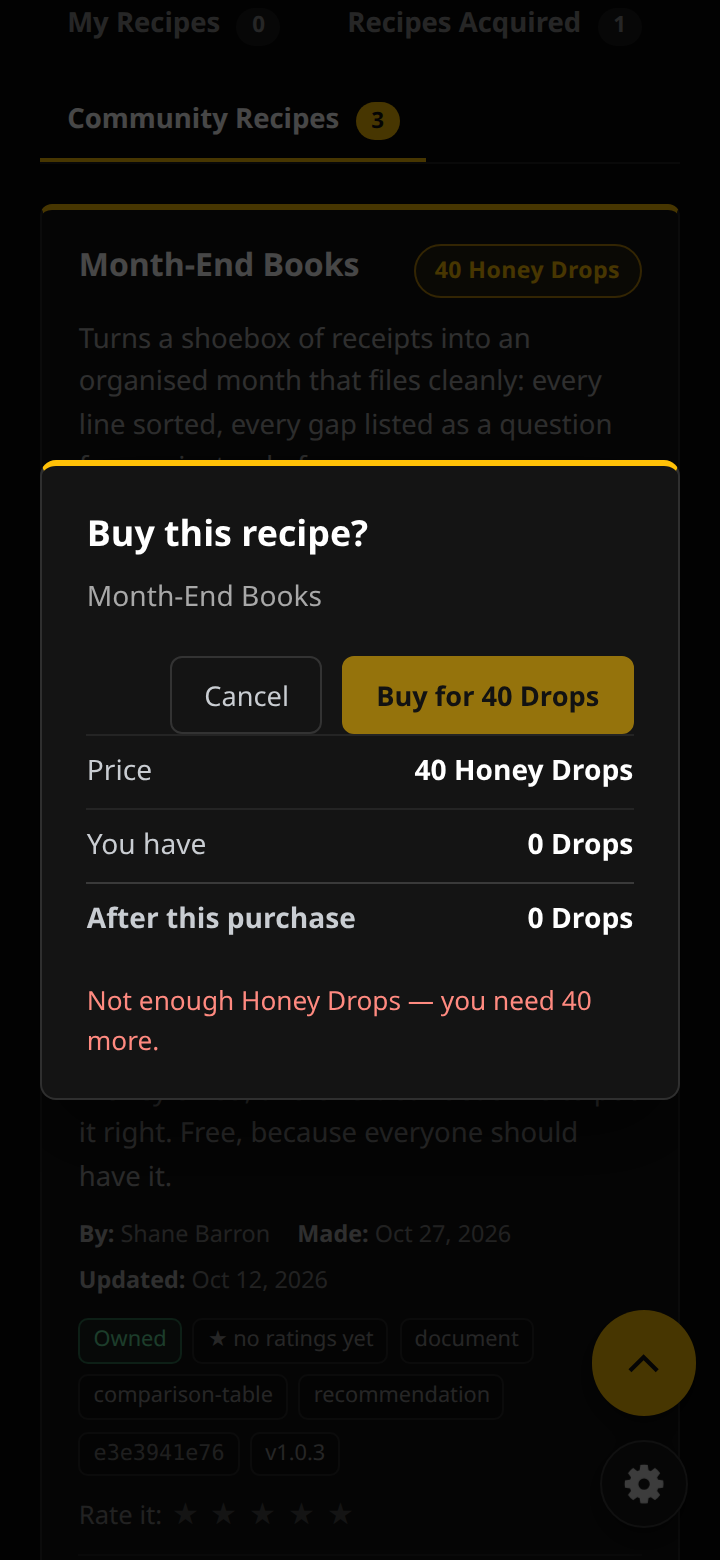 My Recipes 0 Recipes Acquired 1
Community Recipes 3
Month-End Books 40 Honey Drops
Turns a shoebox of receipts into an
organised month that files cleanly: every
line sorted, every gap listed as a question
Buy this recipe?
Month-End Books
Cancel Buy for 40 Drops
Price 40 Honey Drops
You have 0 Drops
After this purchase 0 Drops
Not enough Honey Drops — you need 40
more.
it right. Free, because everyone should
have it.
By: Shane Barron Made: Oct 27, 2026
Updated: Oct 12, 2026
Owned ★ no ratings yet document
comparison-table recommendation
e3e3941e76 v1.0.3
Rate it: ★ ★ ★ ★ ★